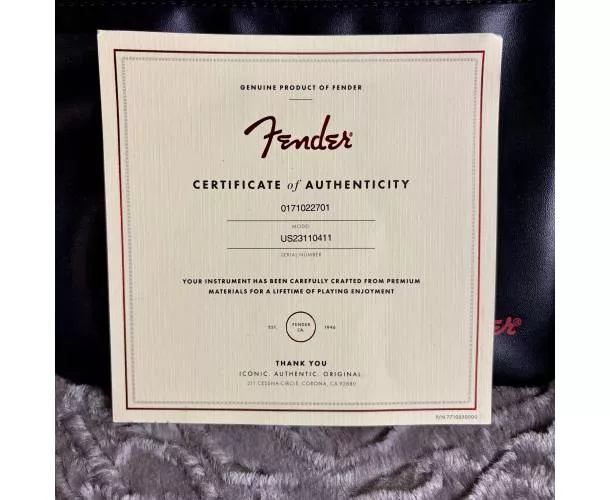 GENUINE PRODUCT OF FENDER
Fender®
CERTIFICATE of AUTHENTICITY
0171022701
MODEL
US23110411
SERIAL NUMBER
YOUR INSTRUMENT HAS BEEN CAREFULLY CRAFTED FROM PREMIUM
MATERIALS FOR A LIFETIME OF PLAYING ENJOYMENT
EST. FENDER CA. 1946
THANK YOU
ICONIC. AUTHENTIC. ORIGINAL.
311 CESSNA CIRCLE, CORONA, CA 92880